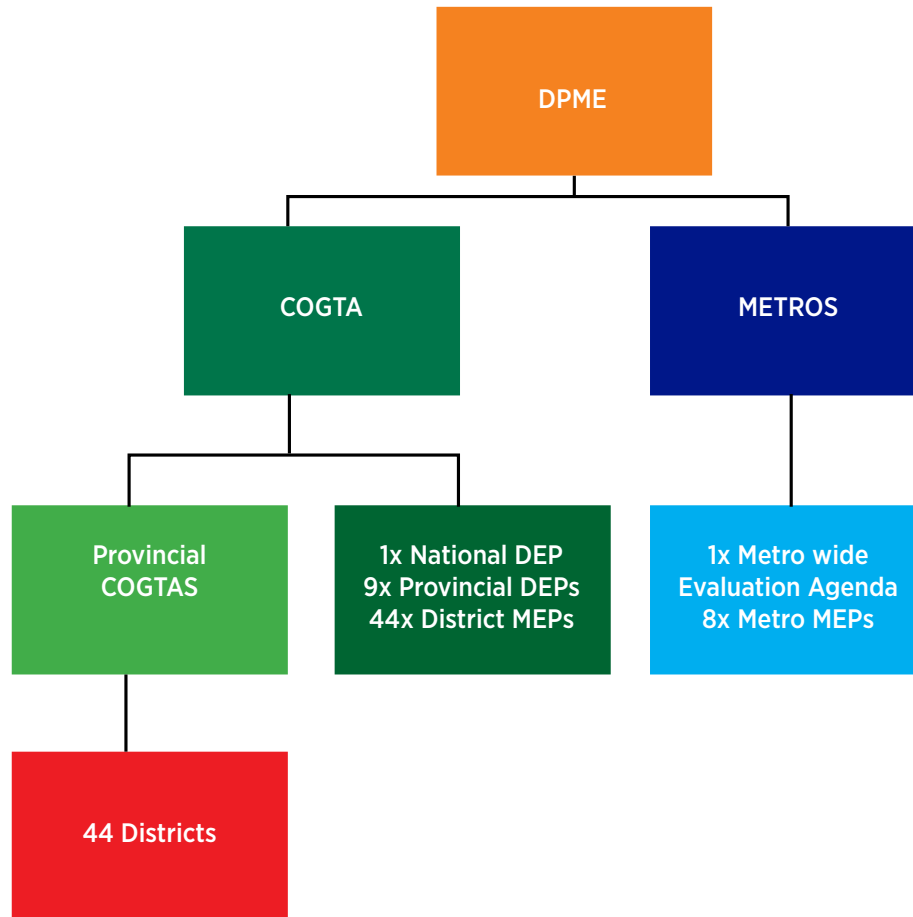 DPME
COGTA
METROS
Provincial
COGTAS
1x National DEP
9x Provincial DEPs
44x District MEPs
1x Metro wide
Evaluation Agenda
8x Metro MEPs
44 Districts